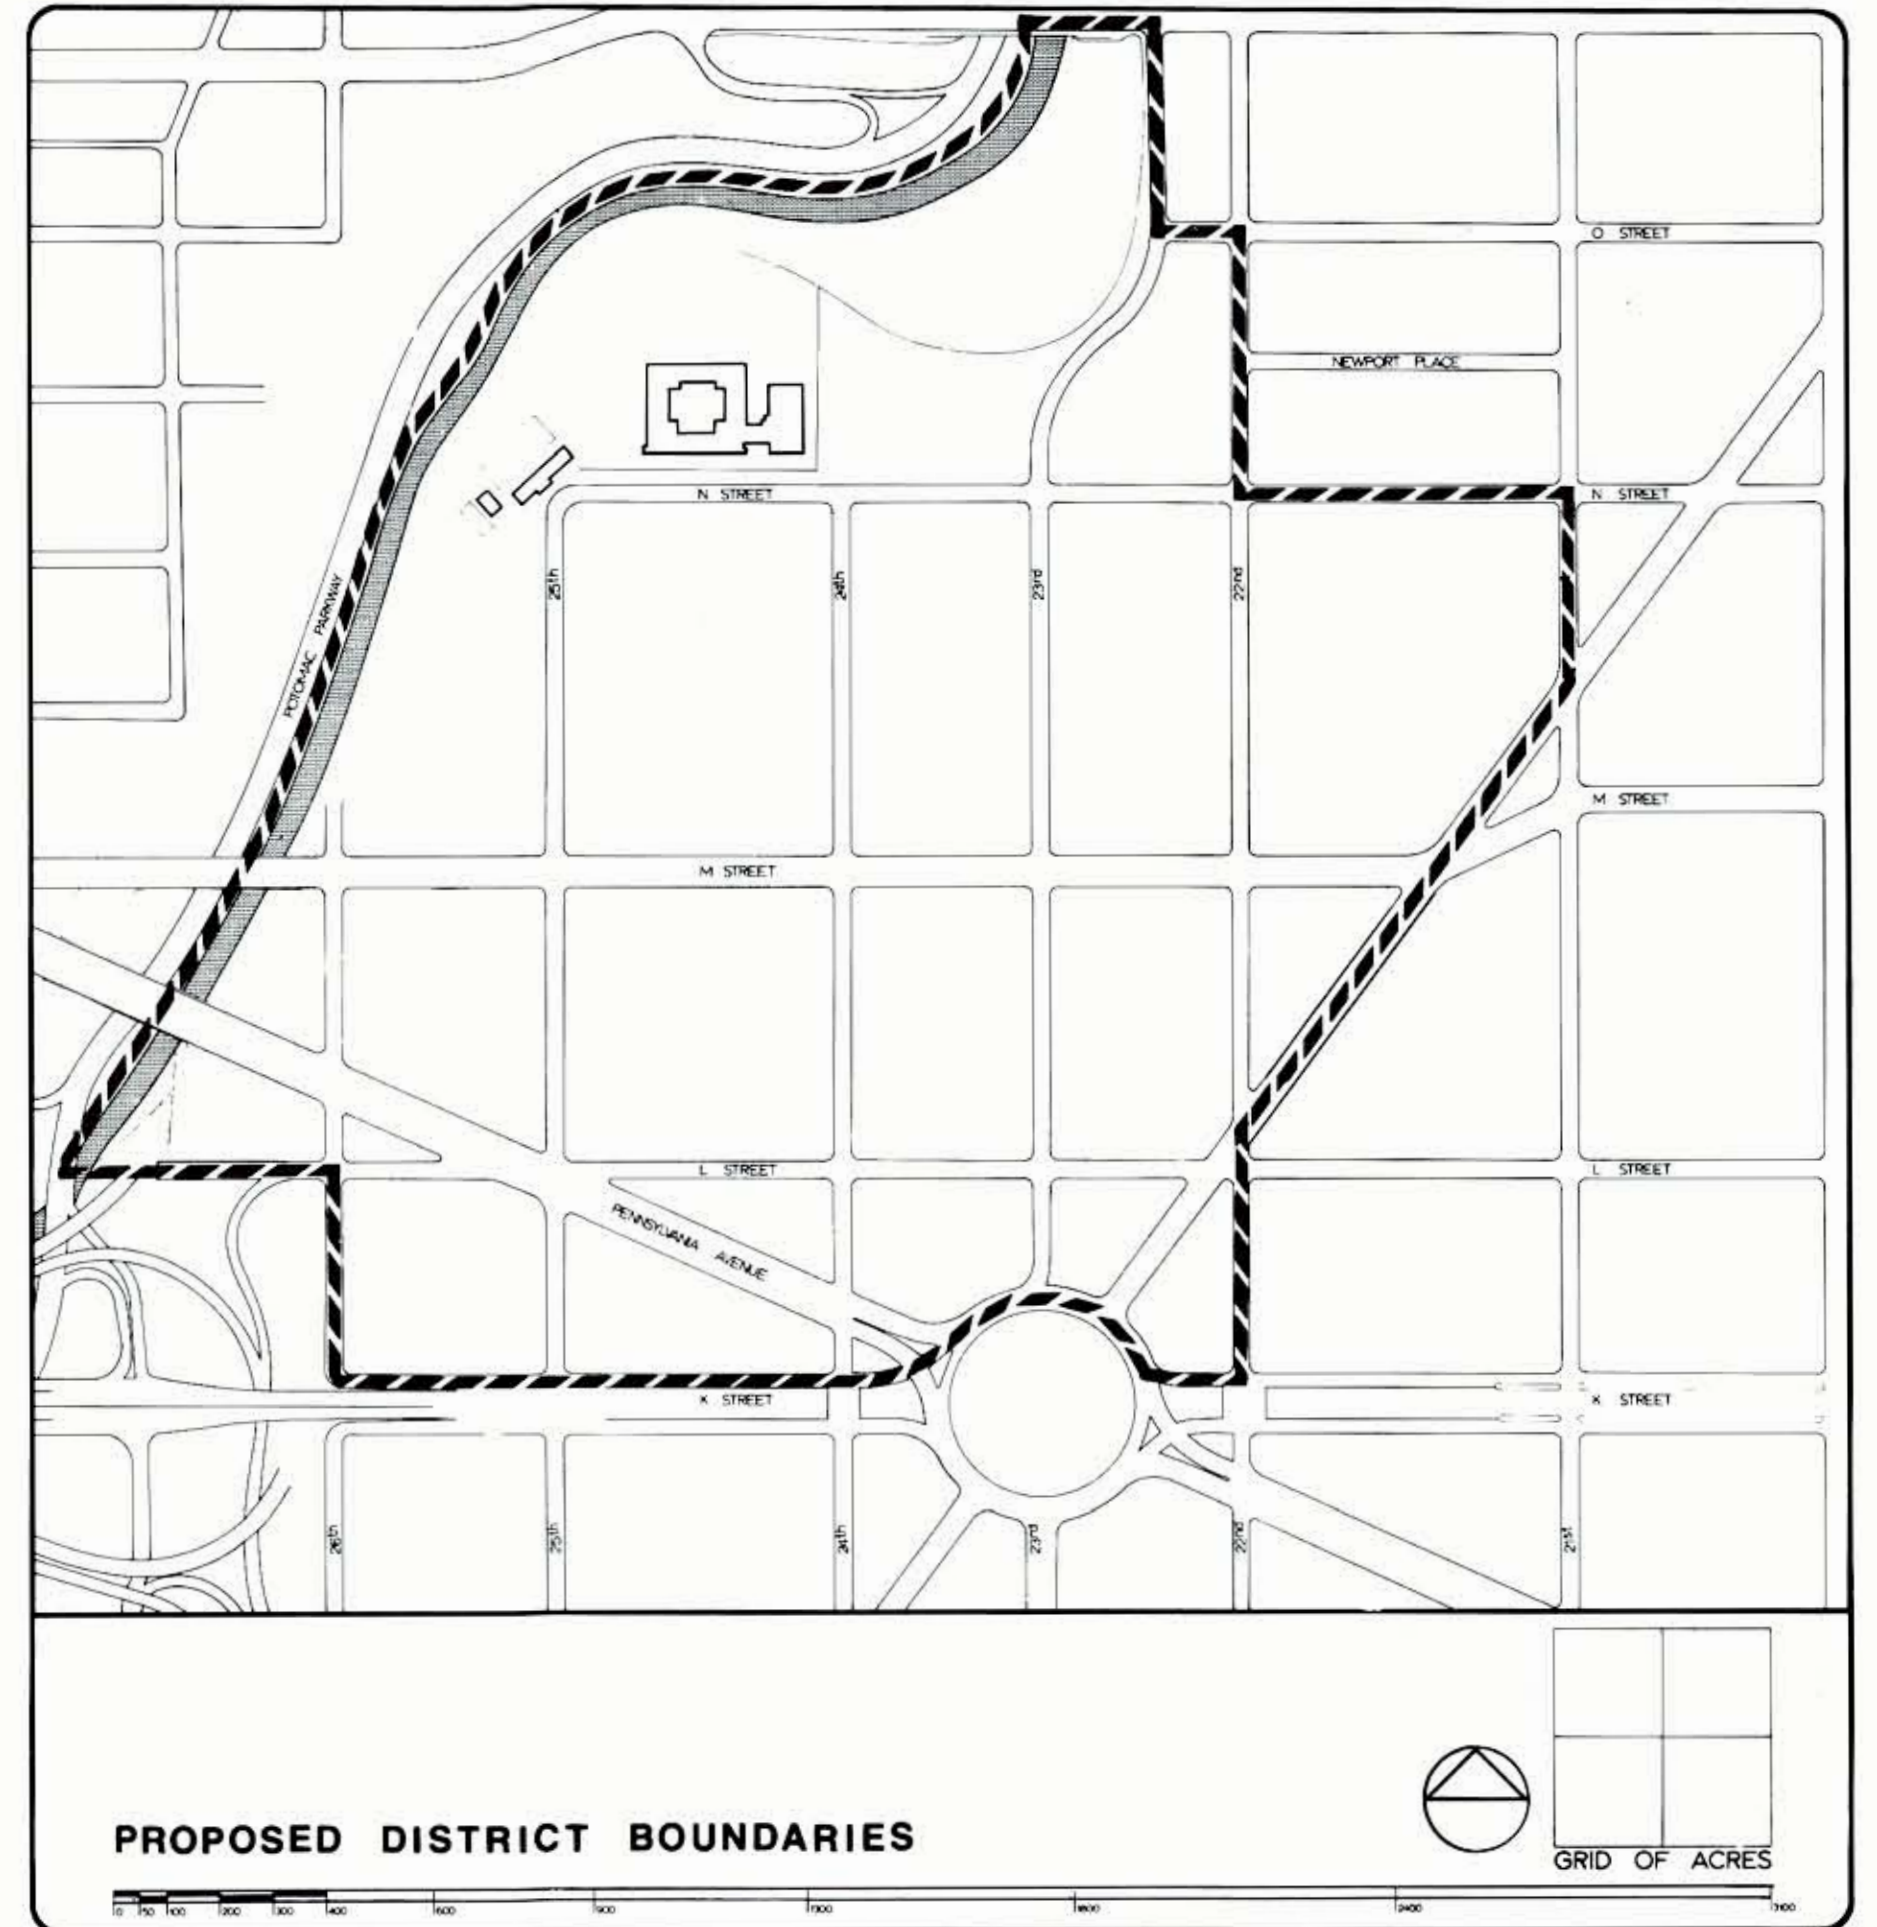 O STREET
NEWPORT PLACE
N STREET
N STREET
25th
24th
23rd
22nd
POTOMAC PARKWAY
M STREET
M STREET
L STREET
L STREET
PENNSYLVANIA AVENUE
K STREET
K STREET
26th
25th
24th
23rd
22nd
21st
PROPOSED DISTRICT BOUNDARIES
GRID OF ACRES
0 50 100 200 300 400 600 900 1300 1800 2400 3100